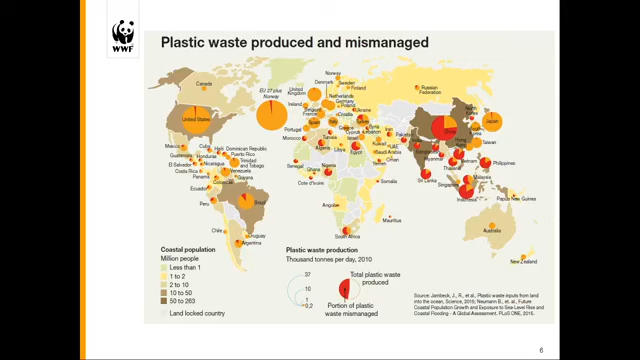 WWF
Plastic waste produced and mismanaged
Canada
EU 27 plus
Norway
United
Kingdom
Norway
Sweden
Finland
Denmark
Netherlands
Germany
Poland
Russian
Federation
Ireland
France
Croatia
Ukraine
United States
Portugal
Spain
Italy
Greece
Turkey
Syria
Cyprus
Iran
Morocco
Tunisia
Algeria
Libya
Israel
Egypt
Kuwait
UAE
Saudi Arabia
Yemen
Pakistan
China
North
Korea
South
Korea
Japan
Taiwan
Mexico
Cuba
Haiti
Dominican Republic
Puerto Rico
Guatemala
Honduras
El Salvador
Nicaragua
Costa Rica
Panama
Trinidad
and Tobago
Venezuela
Guyana
Colombia
Ecuador
Peru
Brazil
Chile
Uruguay
Argentina
Senegal
Ghana
Nigeria
Cote d'Ivoire
Somalia
Angola
Mauritius
South Africa
Myanmar
Thailand
Sri Lanka
Malaysia
Singapore
Indonesia
Philippines
Papua New Guinea
Australia
New Zealand
Coastal population
Million people
Less than 1
1 to 2
2 to 10
10 to 50
50 to 263
Land locked country
Plastic waste production
Thousand tonnes per day, 2010
37
10
1
0,2
Total plastic waste
produced
Portion of plastic
waste mismanaged
Source: Jambeck, J., R., et al., Plastic waste inputs from land
into the ocean, Science, 2015; Neumann B., et al., Future
Coastal Population Growth and Exposure to Sea-Level Rise and
Coastal Flooding - A Global Assessment. PLoS ONE, 2015.
6